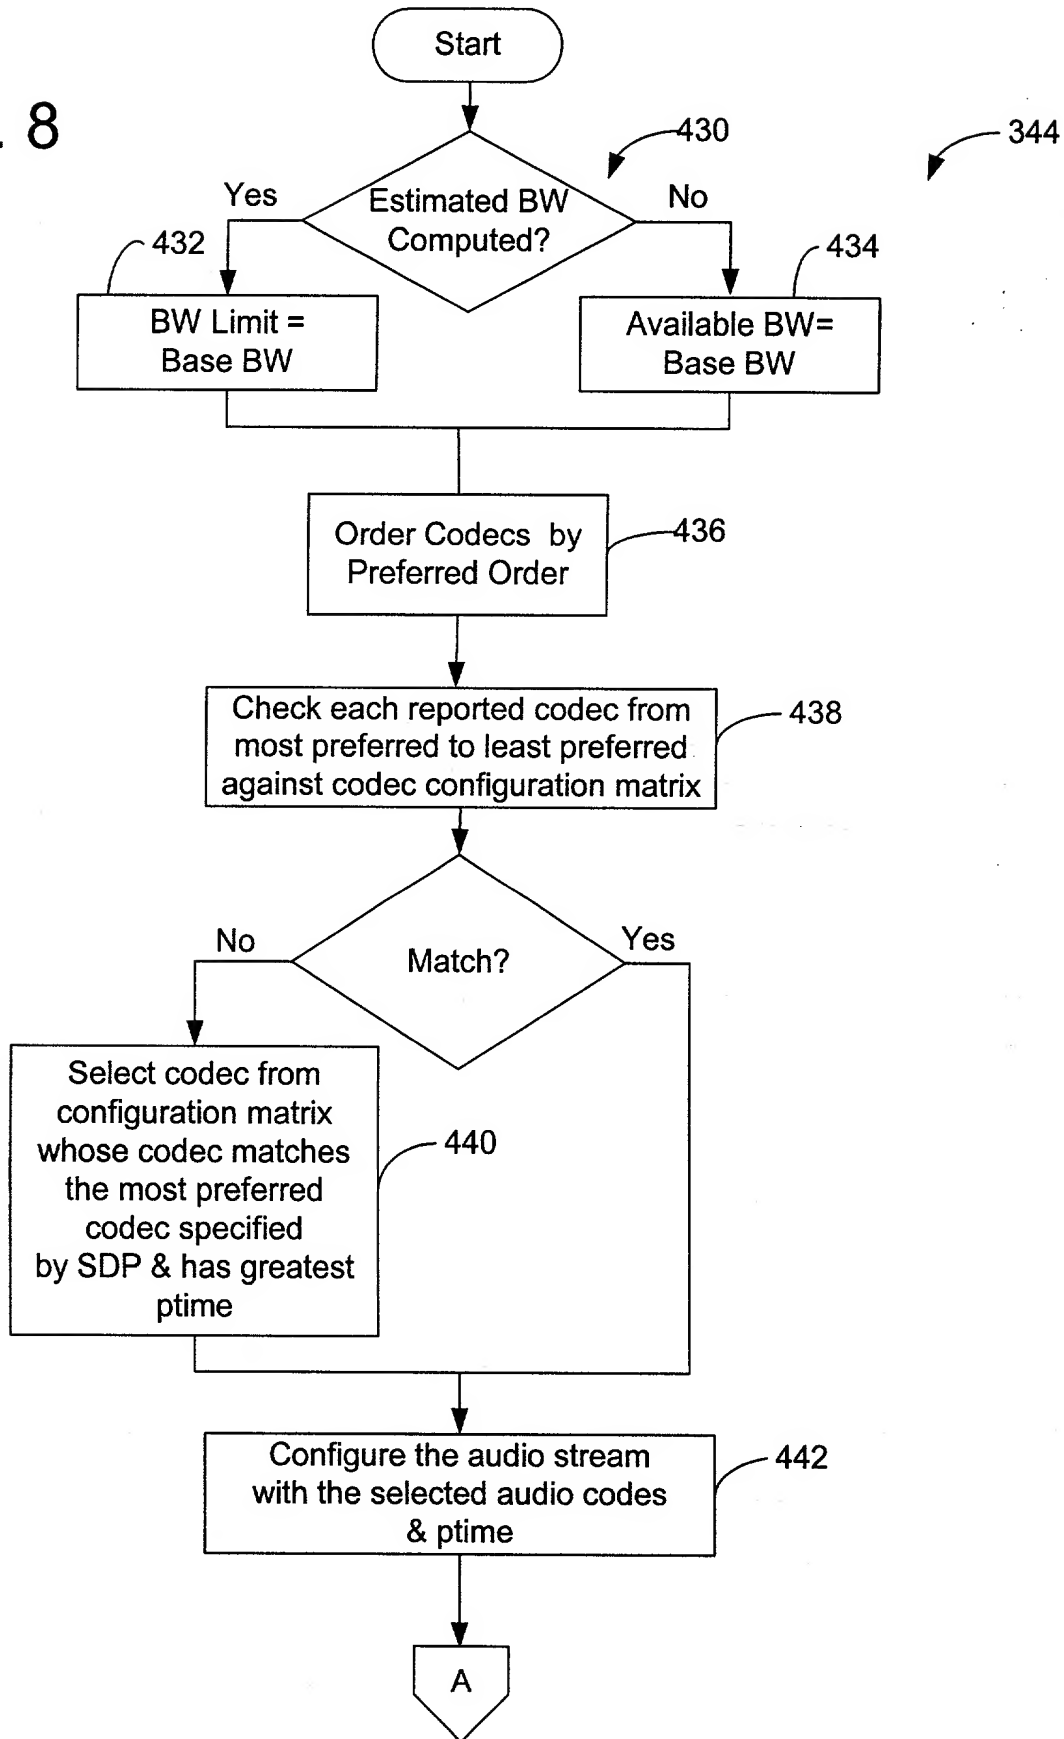 Start
. 8
430
344
Yes
Estimated BW
Computed?
No
432
434
BW Limit =
Base BW
Available BW=
Base BW
Order Codecs by
Preferred Order
436
Check each reported codec from
most preferred to least preferred
against codec configuration matrix
438
No
Match?
Yes
Select codec from
configuration matrix
whose codec matches
the most preferred
codec specified
by SDP & has greatest
ptime
440
Configure the audio stream
with the selected audio codes
& ptime
442
A